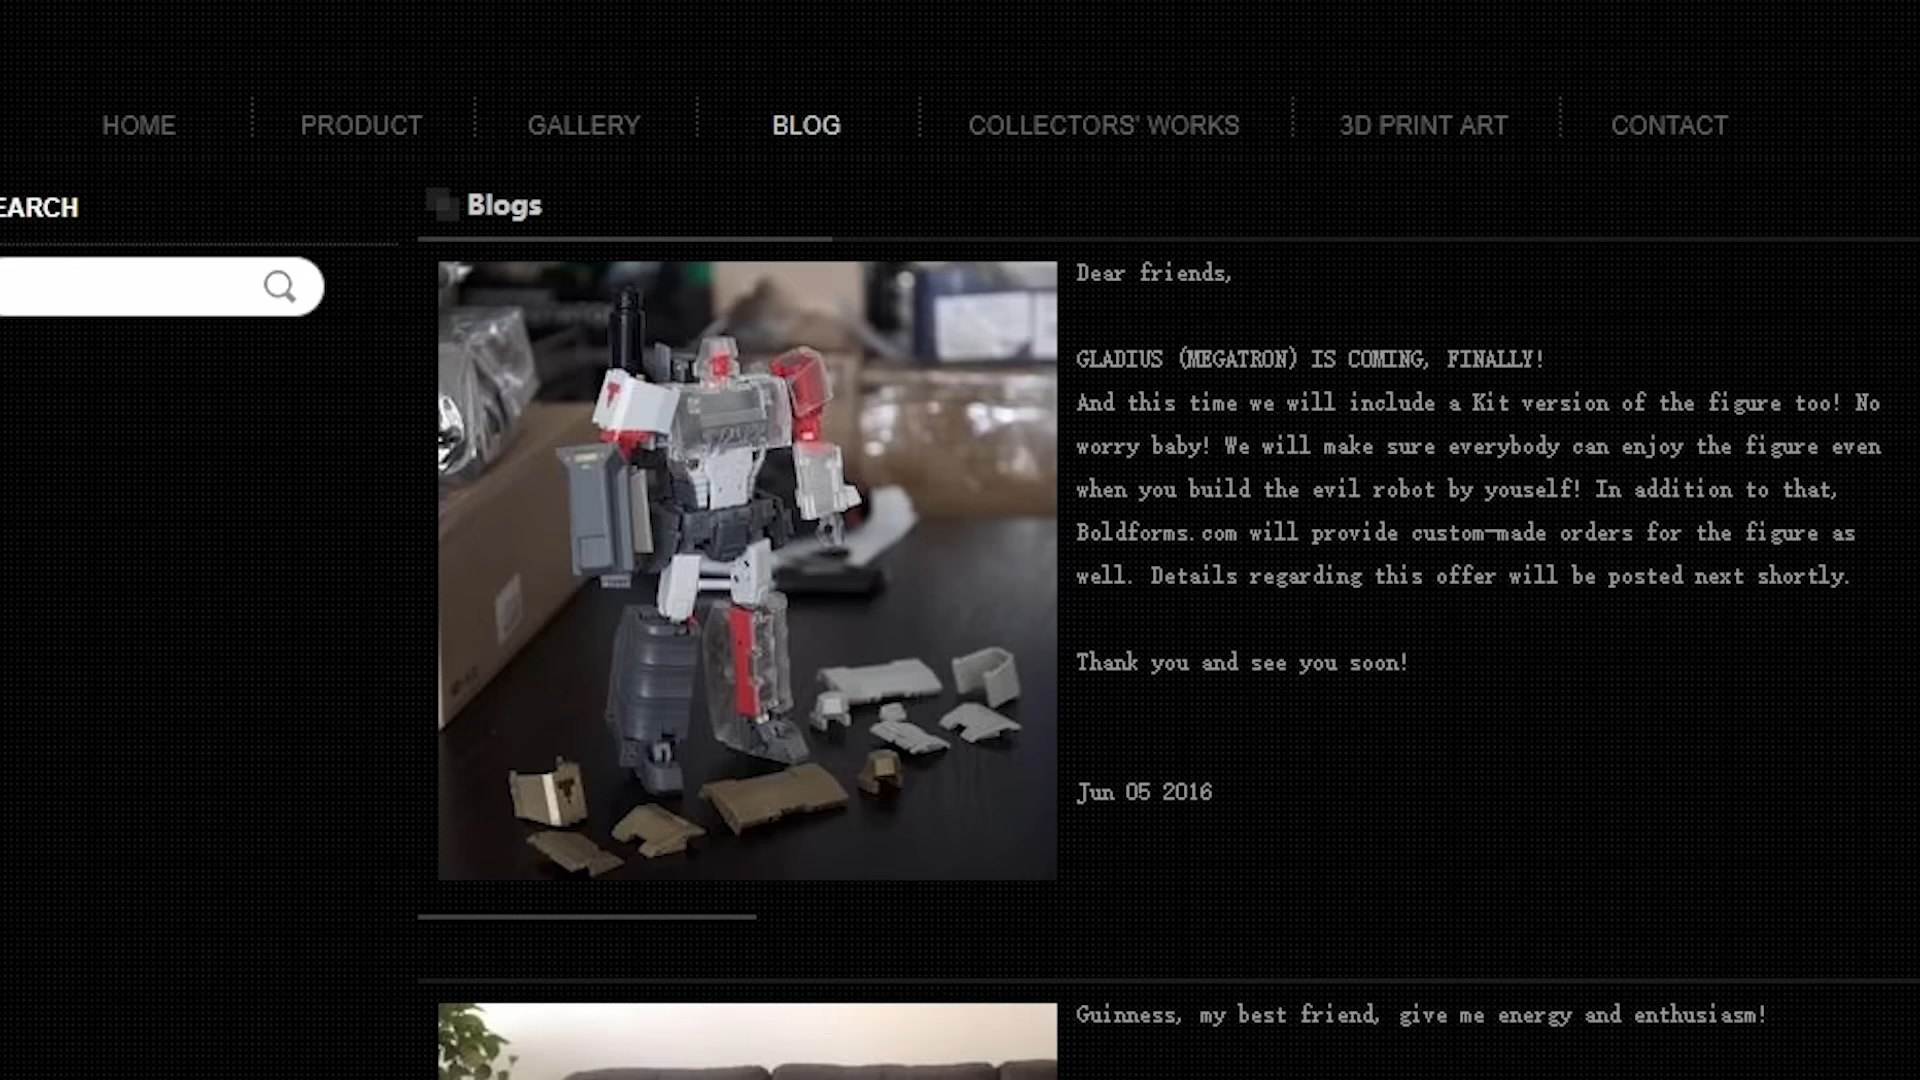 HOME PRODUCT GALLERY BLOG COLLECTORS' WORKS 3D PRINT ART CONTACT
EARCH
Blogs
Dear friends,
GLADIUS (MEGATRON) IS COMING, FINALLY!
And this time we will include a Kit version of the figure too! No
worry baby! We will make sure everybody can enjoy the figure even
when you build the evil robot by youself! In addition to that,
Boldforms.com will provide custom-made orders for the figure as
well. Details regarding this offer will be posted next shortly.
Thank you and see you soon!
Jun 05 2016
Guinness, my best friend, give me energy and enthusiasm!